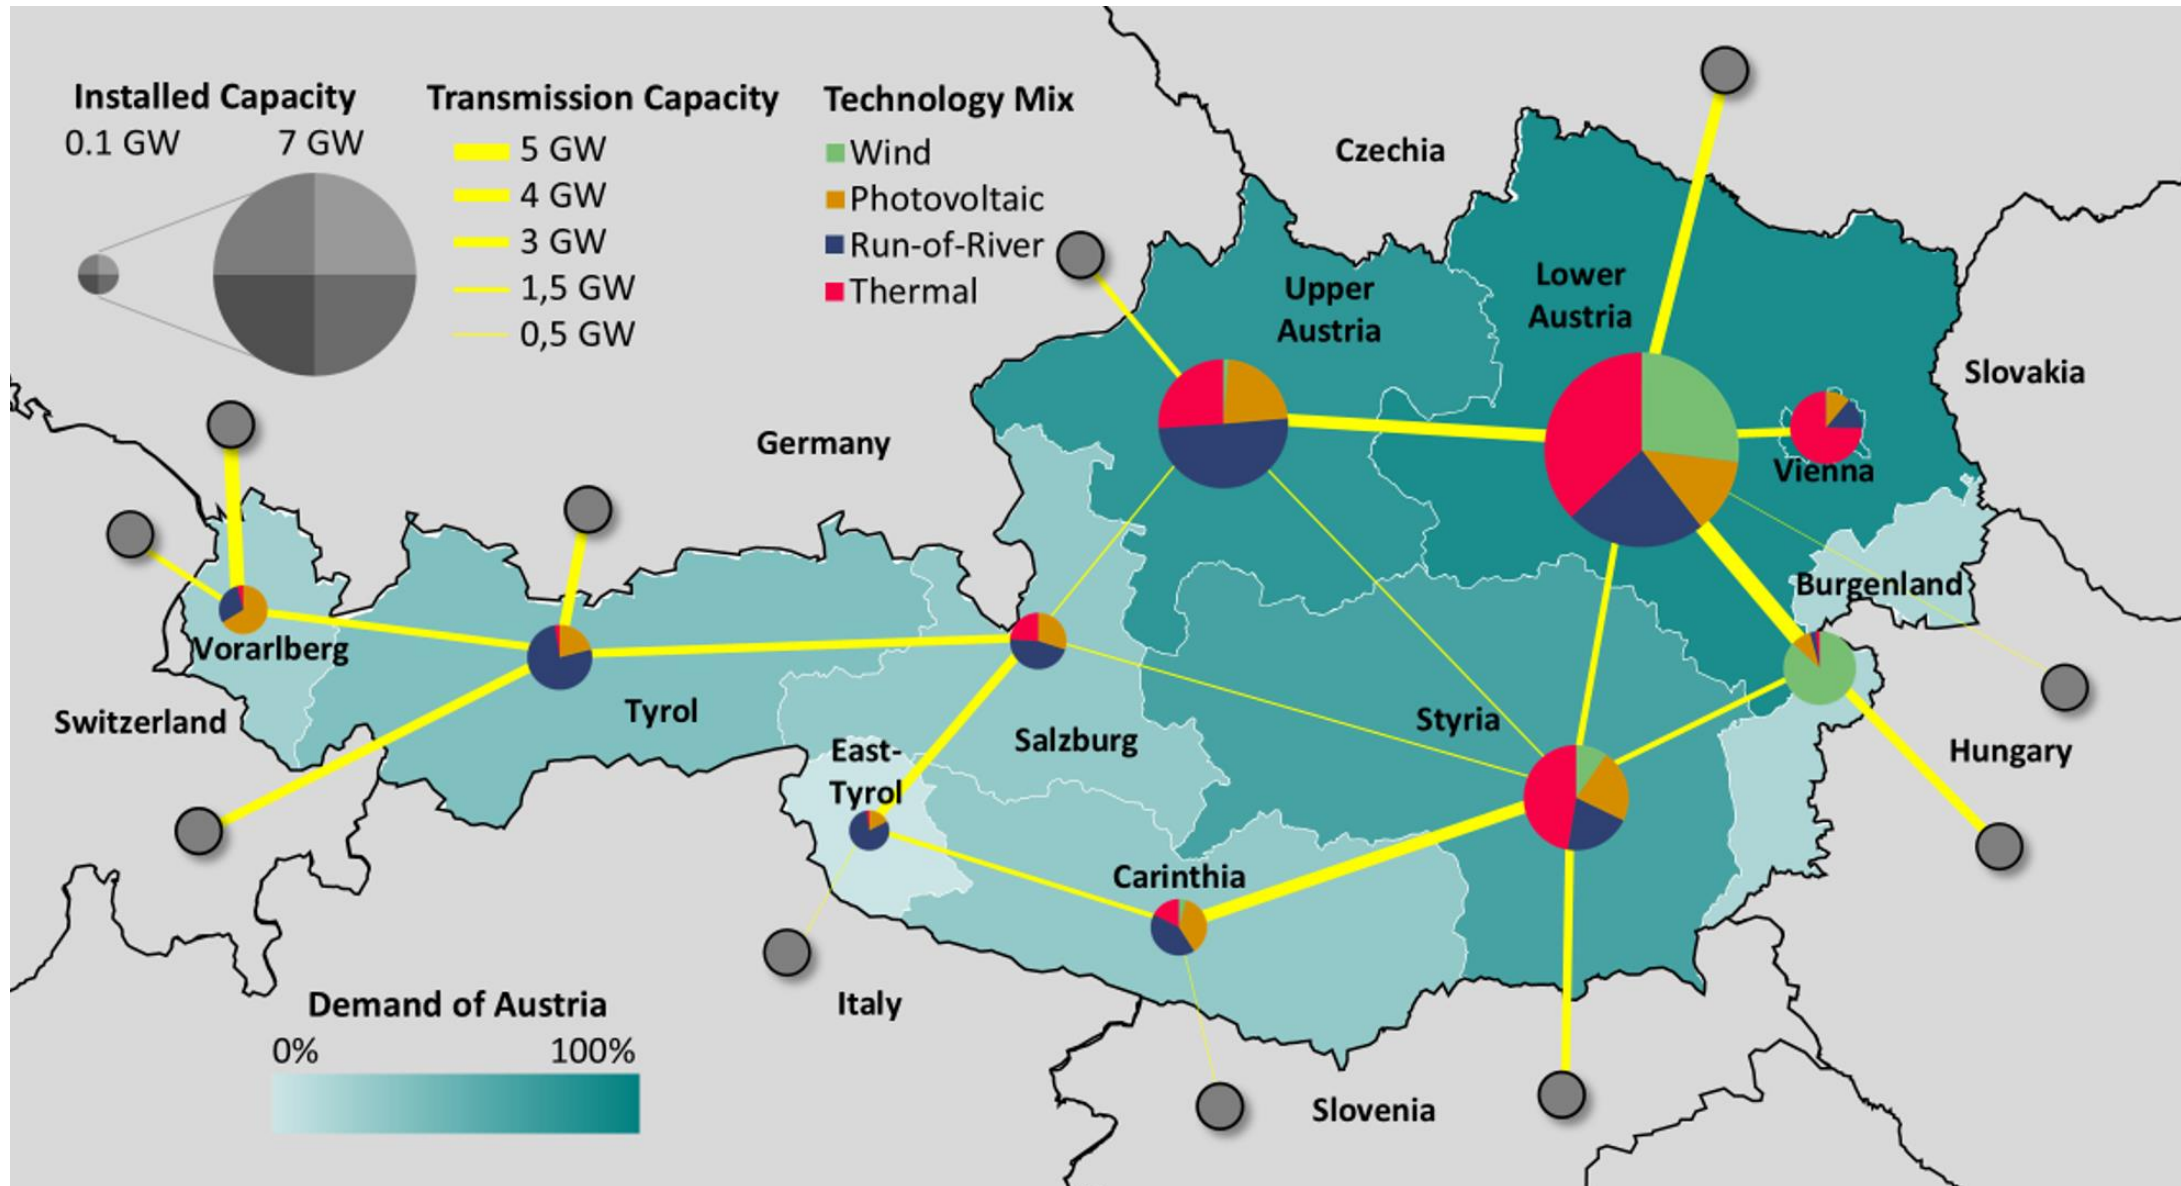 Installed Capacity
0.1 GW
7 GW
Transmission Capacity
5 GW
4 GW
3 GW
1,5 GW
0,5 GW
Technology Mix
Wind
Photovoltaic
Run-of-River
Thermal
Czechia
Upper
Austria
Lower
Austria
Slovakia
Germany
Vienna
Burgenland
Vorarlberg
Switzerland
Tyrol
East-
Tyrol
Salzburg
Styria
Hungary
Carinthia
Italy
Slovenia
Demand of Austria
0%
100%